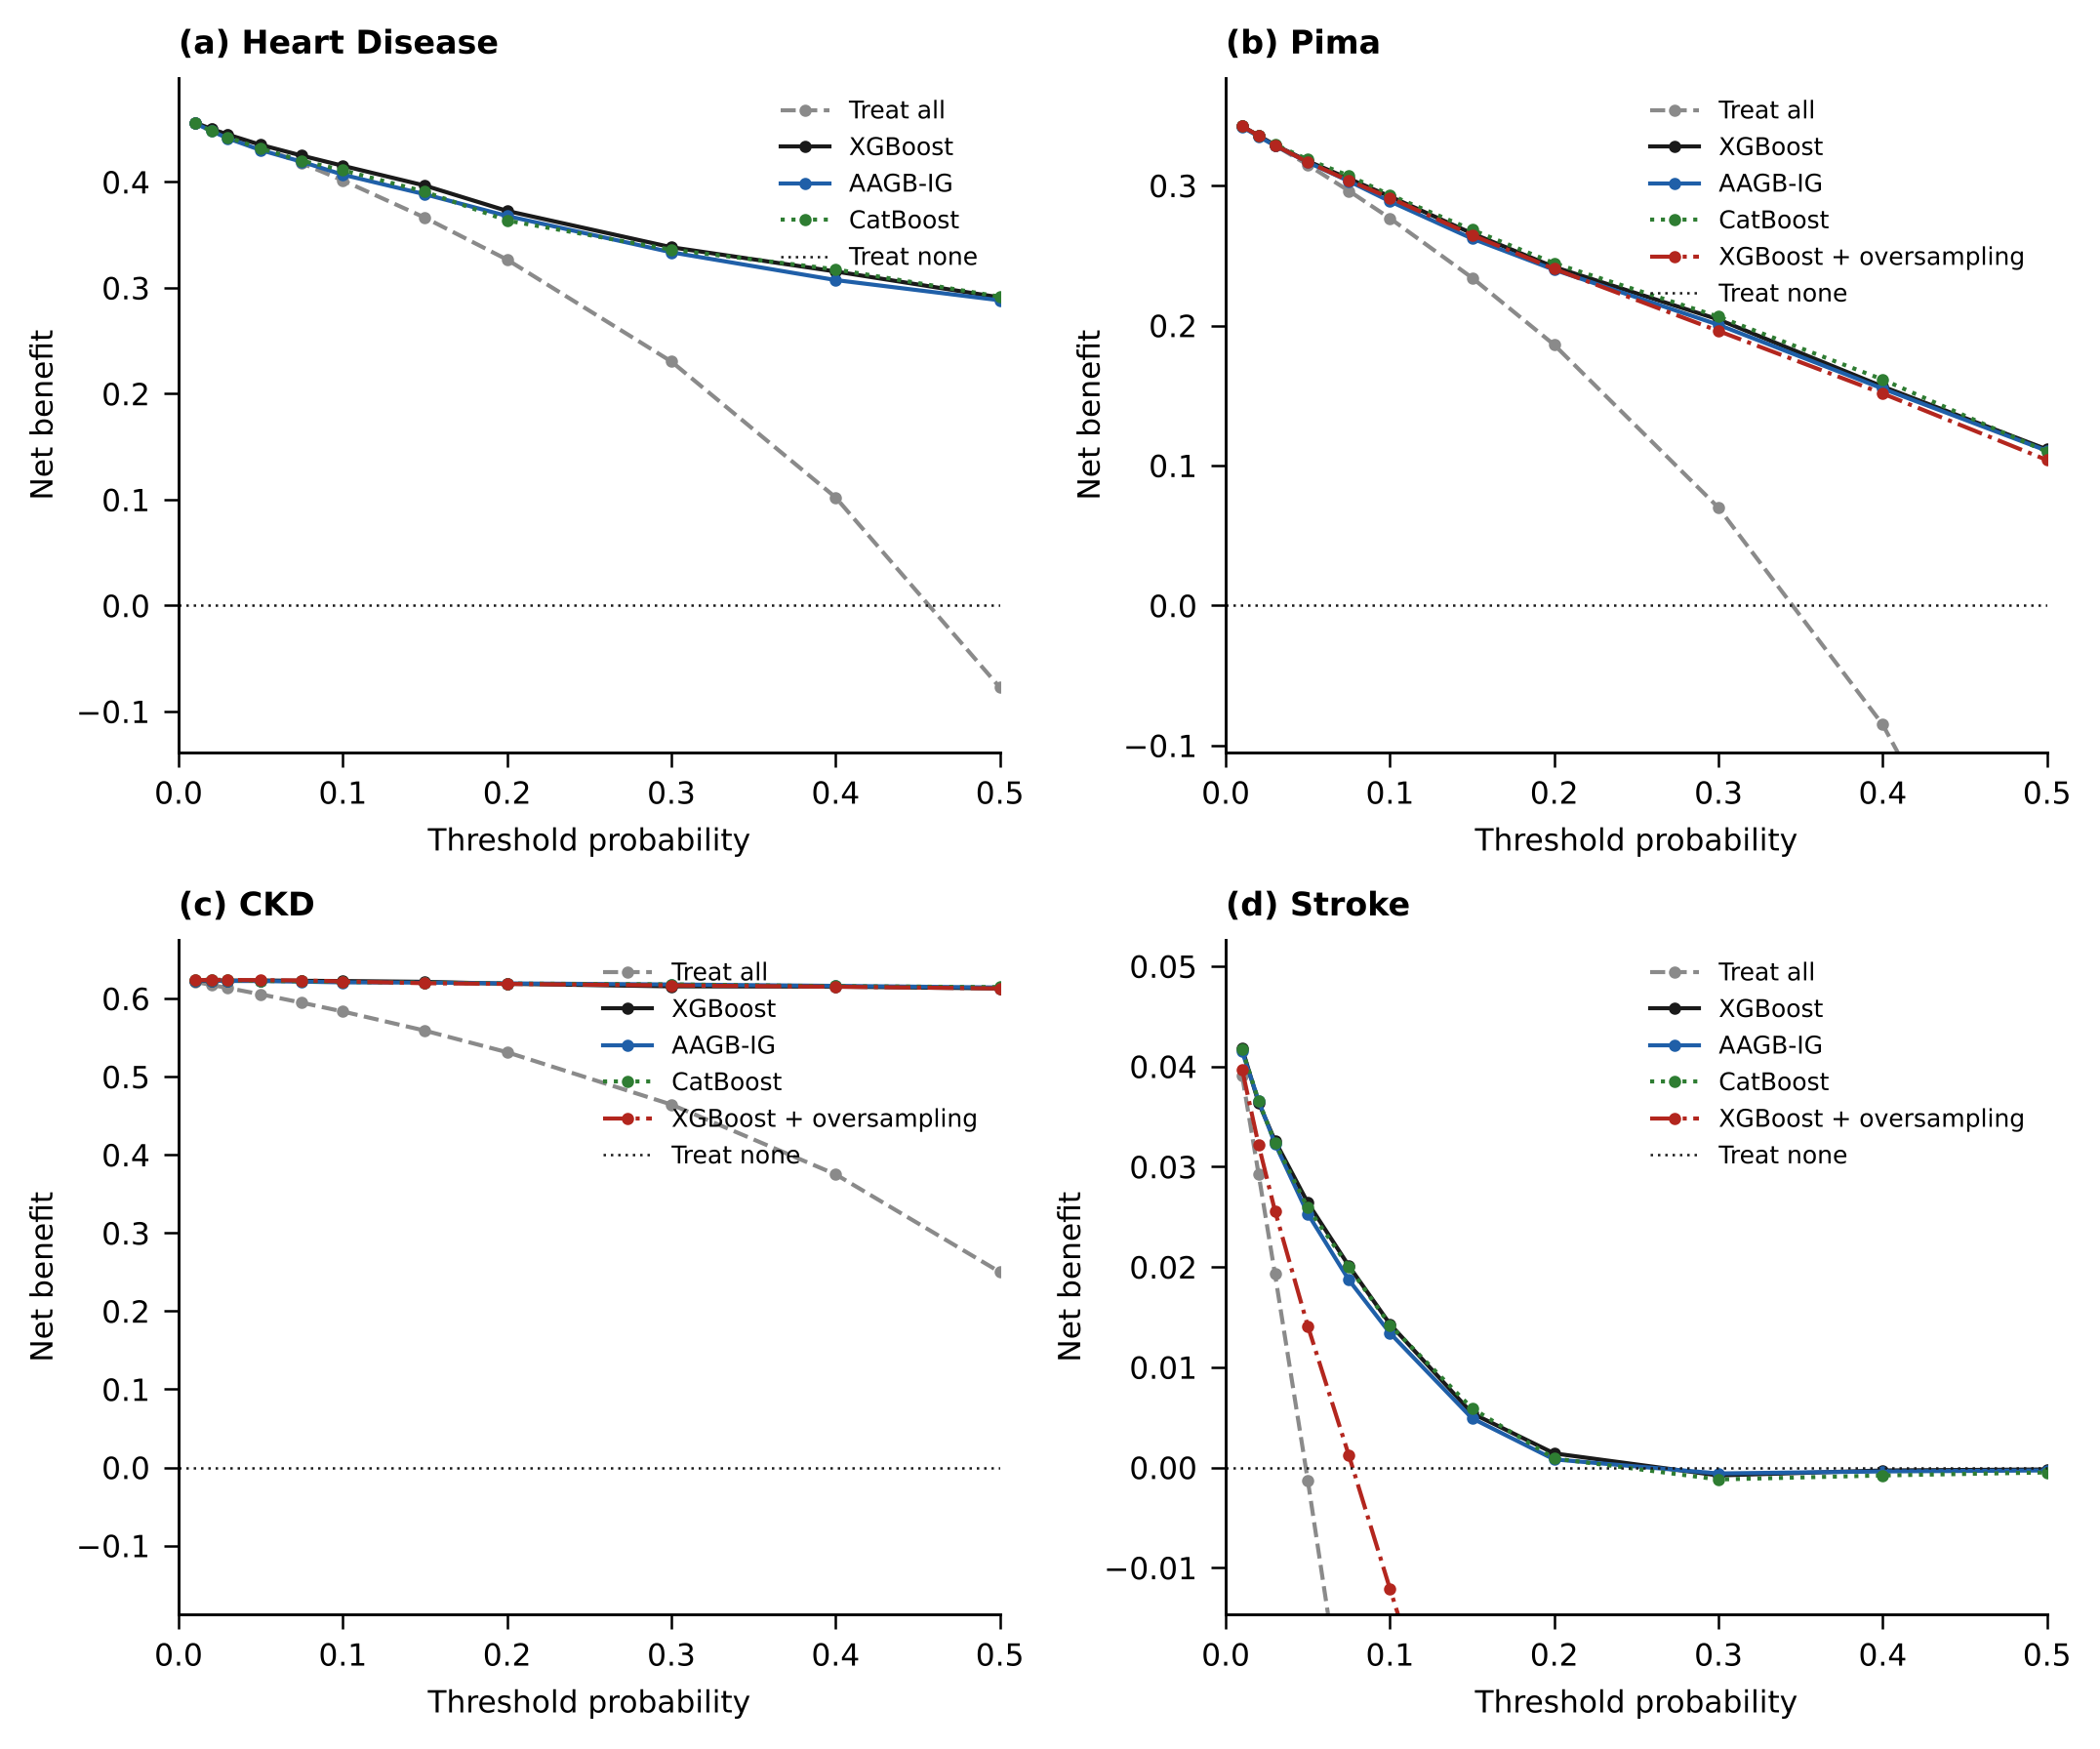 (a) Heart Disease
Treat all
XGBoost
AAGB-IG
CatBoost
Treat none
0.4
0.3
0.2
0.1
0.0
−0.1
Net benefit
0.0 0.1 0.2 0.3 0.4 0.5
Threshold probability
(b) Pima
Treat all
XGBoost
AAGB-IG
CatBoost
XGBoost + oversampling
Treat none
0.3
0.2
0.1
0.0
−0.1
Net benefit
0.0 0.1 0.2 0.3 0.4 0.5
Threshold probability
(c) CKD
Treat all
XGBoost
AAGB-IG
CatBoost
XGBoost + oversampling
Treat none
0.6
0.5
0.4
0.3
0.2
0.1
0.0
−0.1
Net benefit
0.0 0.1 0.2 0.3 0.4 0.5
Threshold probability
(d) Stroke
Treat all
XGBoost
AAGB-IG
CatBoost
XGBoost + oversampling
Treat none
0.05
0.04
0.03
0.02
0.01
0.00
−0.01
Net benefit
0.0 0.1 0.2 0.3 0.4 0.5
Threshold probability